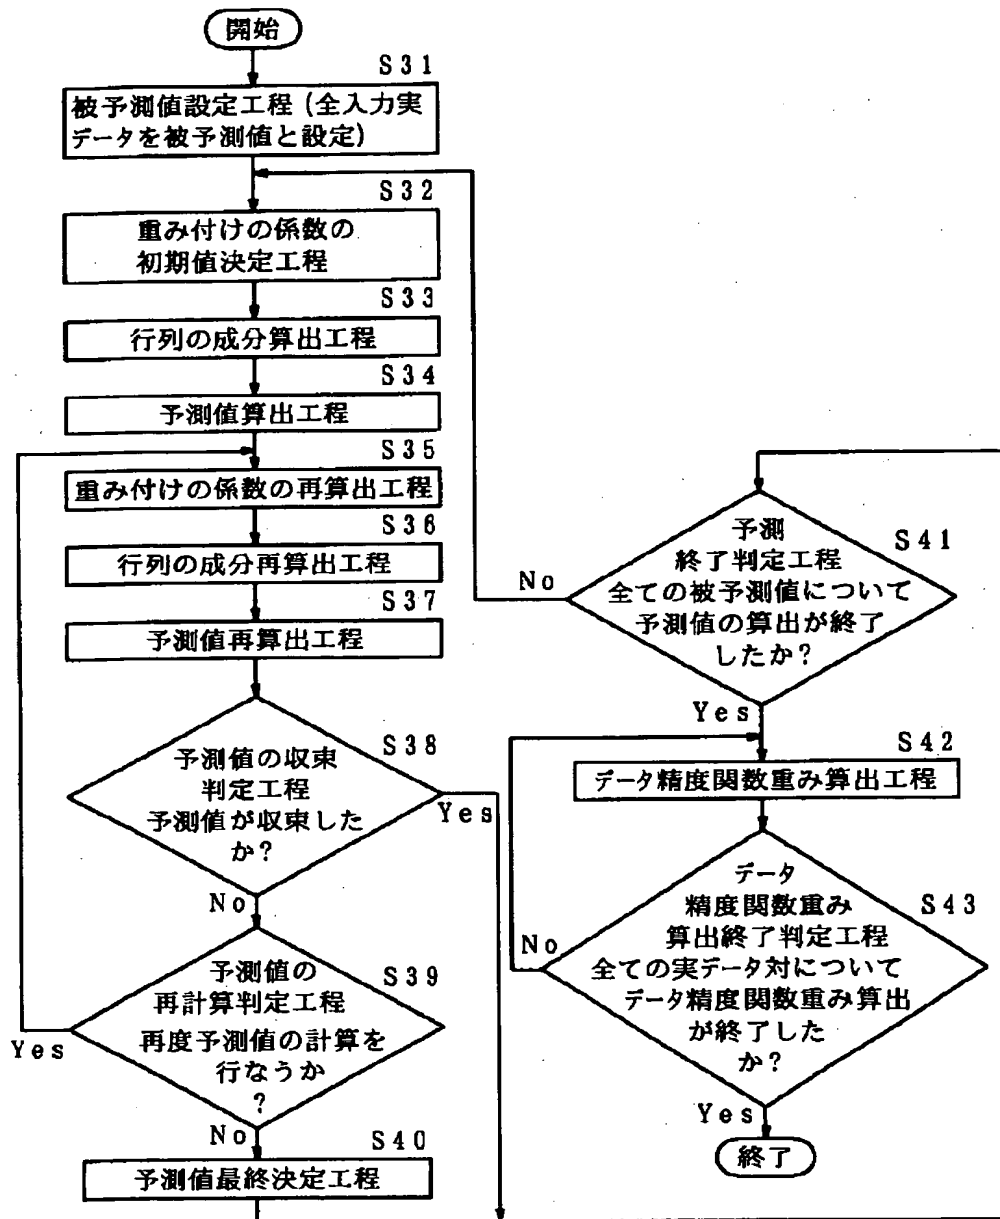 開始
S31
被予測値設定工程(全入力実
データを被予測値と設定)
S32
重み付けの係数の
初期値決定工程
S33
行列の成分算出工程
S34
予測値算出工程
S35
重み付けの係数の再算出工程
S36
行列の成分再算出工程
S37
予測値再算出工程
S38
予測値の収束
判定工程
予測値が収束した
か?
Yes
No
S39
予測値の
再計算判定工程
再度予測値の計算を
行なうか
?
Yes
No
S40
予測値最終決定工程
S41
予測
終了判定工程
全ての被予測値について
予測値の算出が終了
したか?
No
Yes
S42
データ精度関数重み算出工程
S43
データ
精度関数重み
算出終了判定工程
全ての実データ対について
データ精度関数重み算出
が終了した
か?
No
Yes
終了